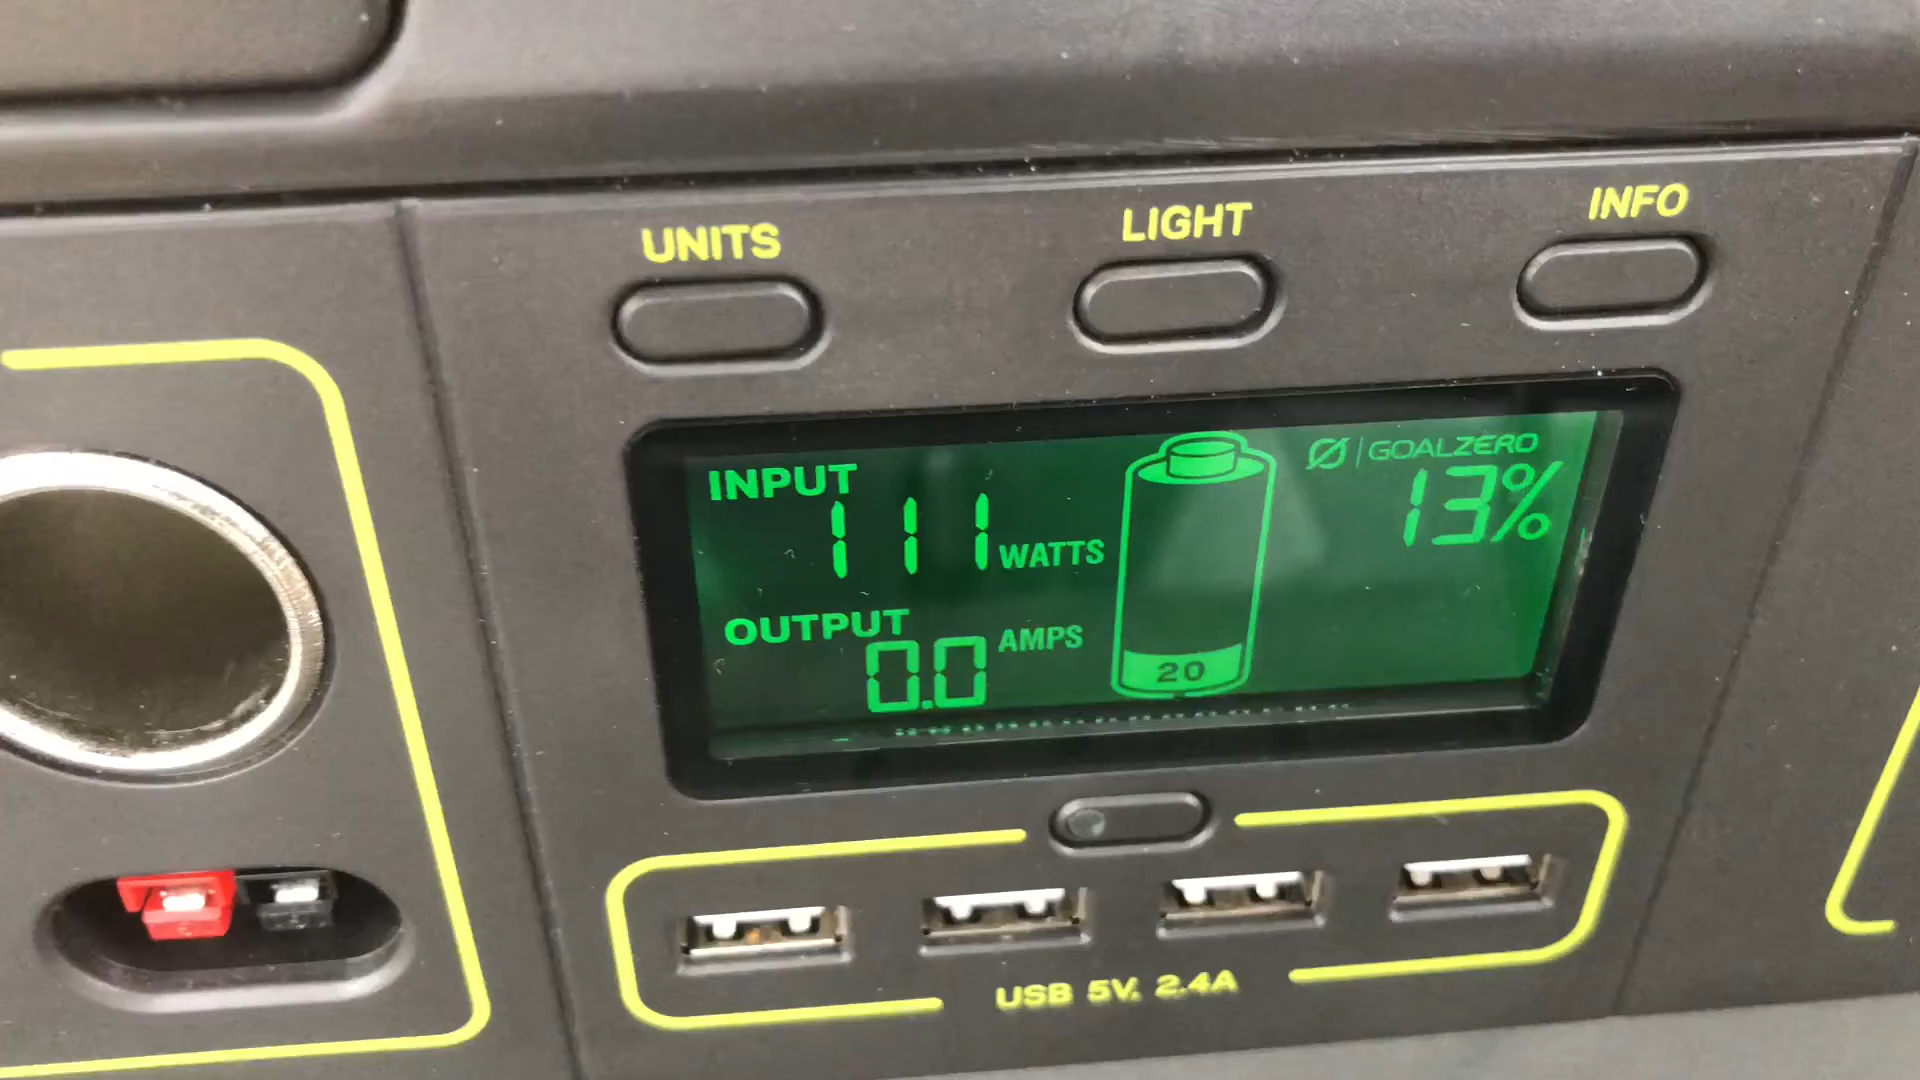 UNITS
LIGHT
INFO
INPUT
111 WATTS
OUTPUT
0.0 AMPS
20
GOALZERO
13%
USB 5V, 2.4A